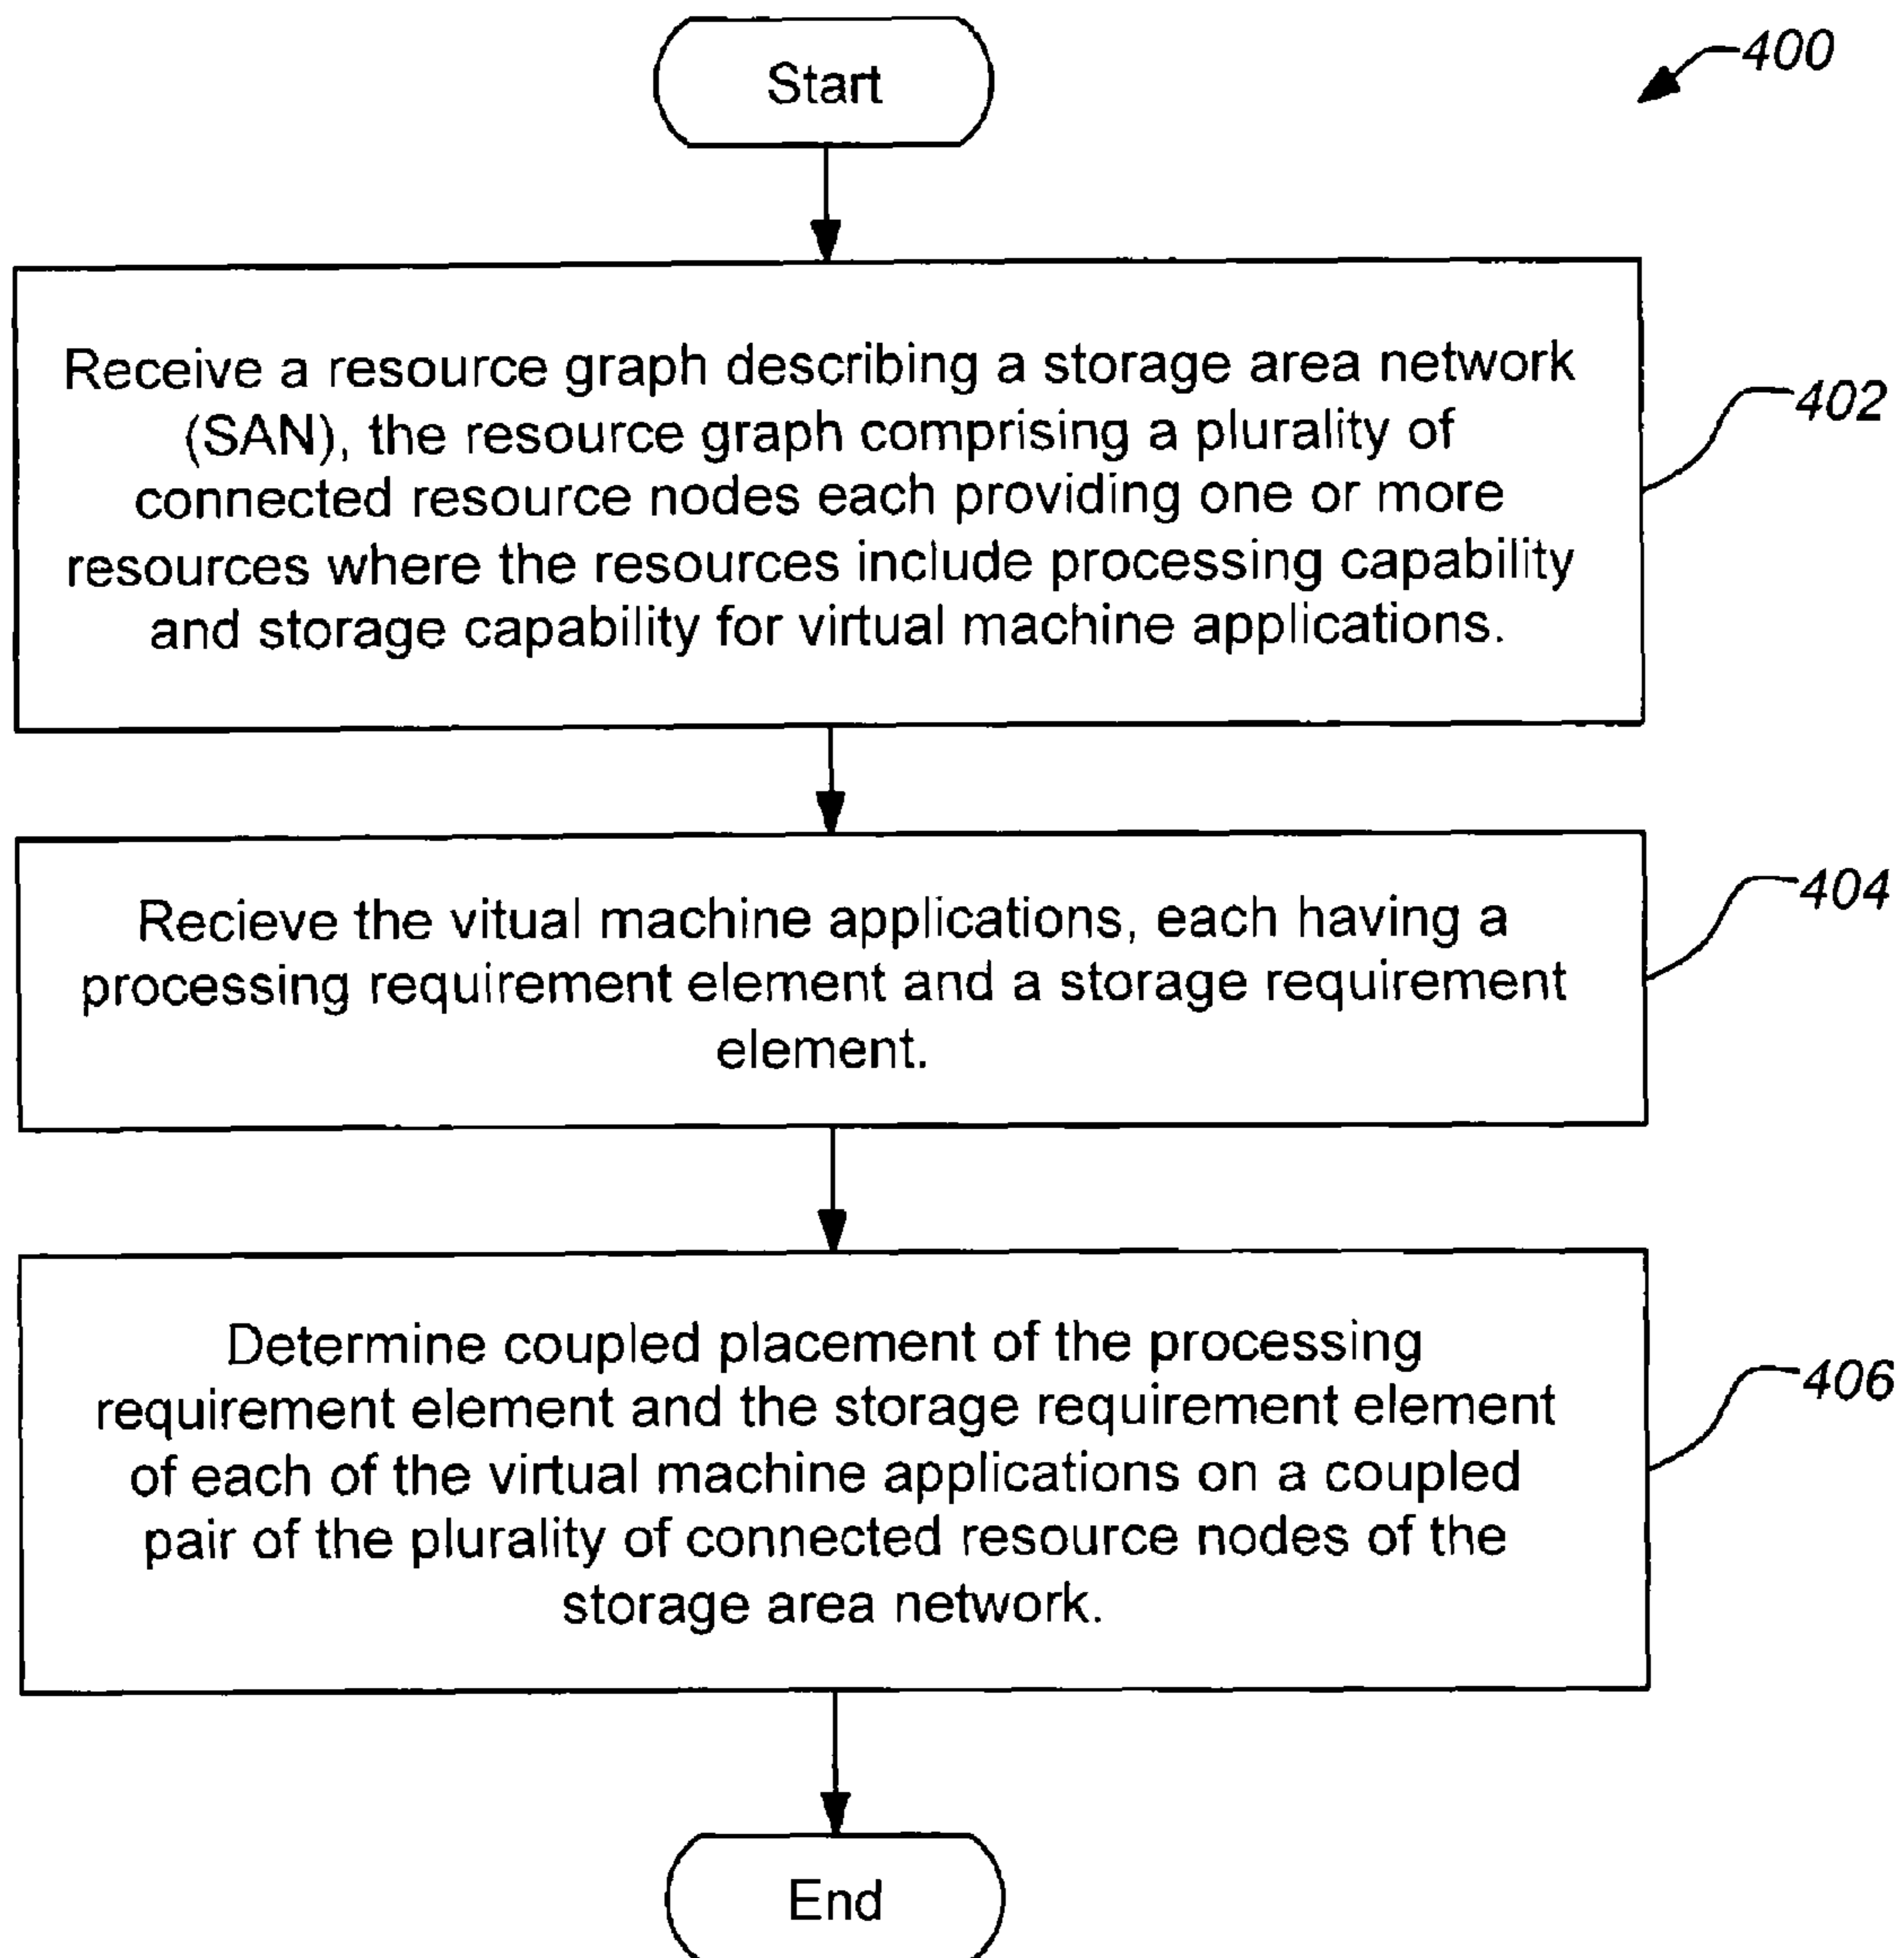 Start
400
Receive a resource graph describing a storage area network
(SAN), the resource graph comprising a plurality of
connected resource nodes each providing one or more
resources where the resources include processing capability
and storage capability for virtual machine applications.
402
Recieve the vitual machine applications, each having a
processing requirement element and a storage requirement
element.
404
Determine coupled placement of the processing
requirement element and the storage requirement element
of each of the virtual machine applications on a coupled
pair of the plurality of connected resource nodes of the
storage area network.
406
End